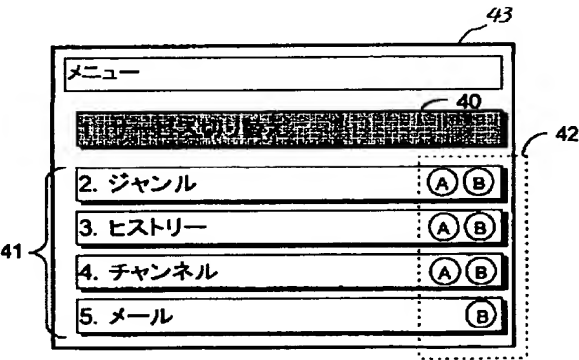 43
メニュー
40
42
2. ジャンル A B
3. ヒストリー A B
41
4. チャンネル A B
5. メール B